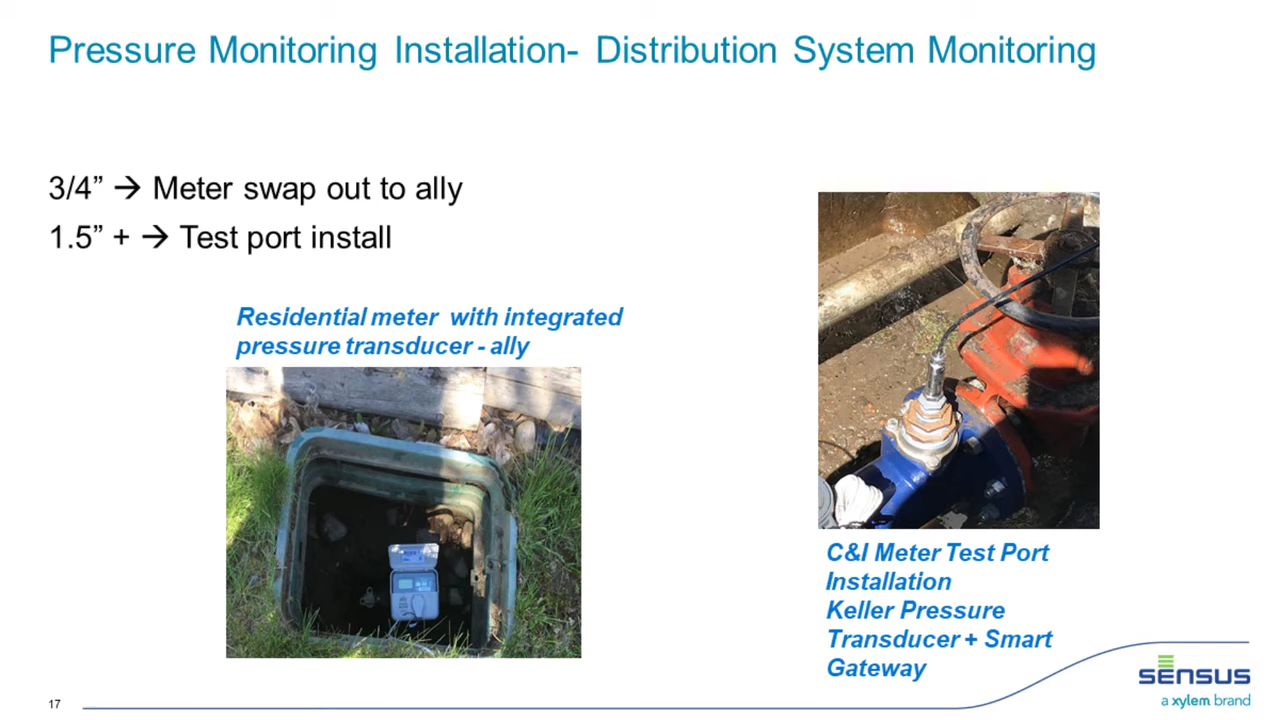 Pressure Monitoring Installation- Distribution System Monitoring
3/4” → Meter swap out to ally
1.5” + → Test port install
Residential meter with integrated
pressure transducer - ally
C&I Meter Test Port
Installation
Keller Pressure
Transducer + Smart
Gateway
17
SENSUS
a xylem brand